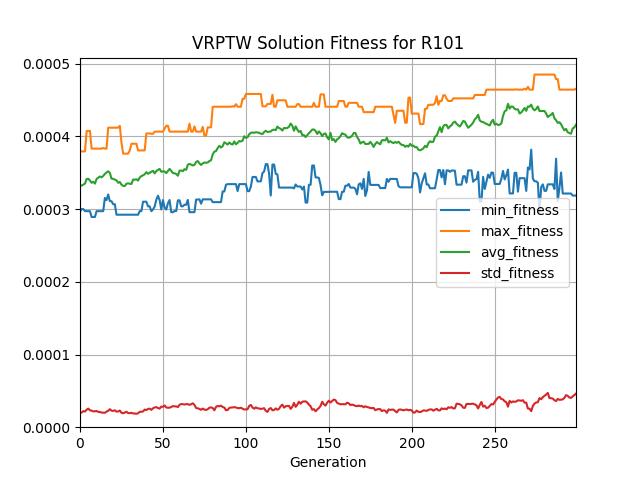 VRPTW Solution Fitness for R101
0.0005
0.0004
0.0003
0.0002
0.0001
0.0000
min_fitness
max_fitness
avg_fitness
std_fitness
0
50
100
150
200
250
Generation